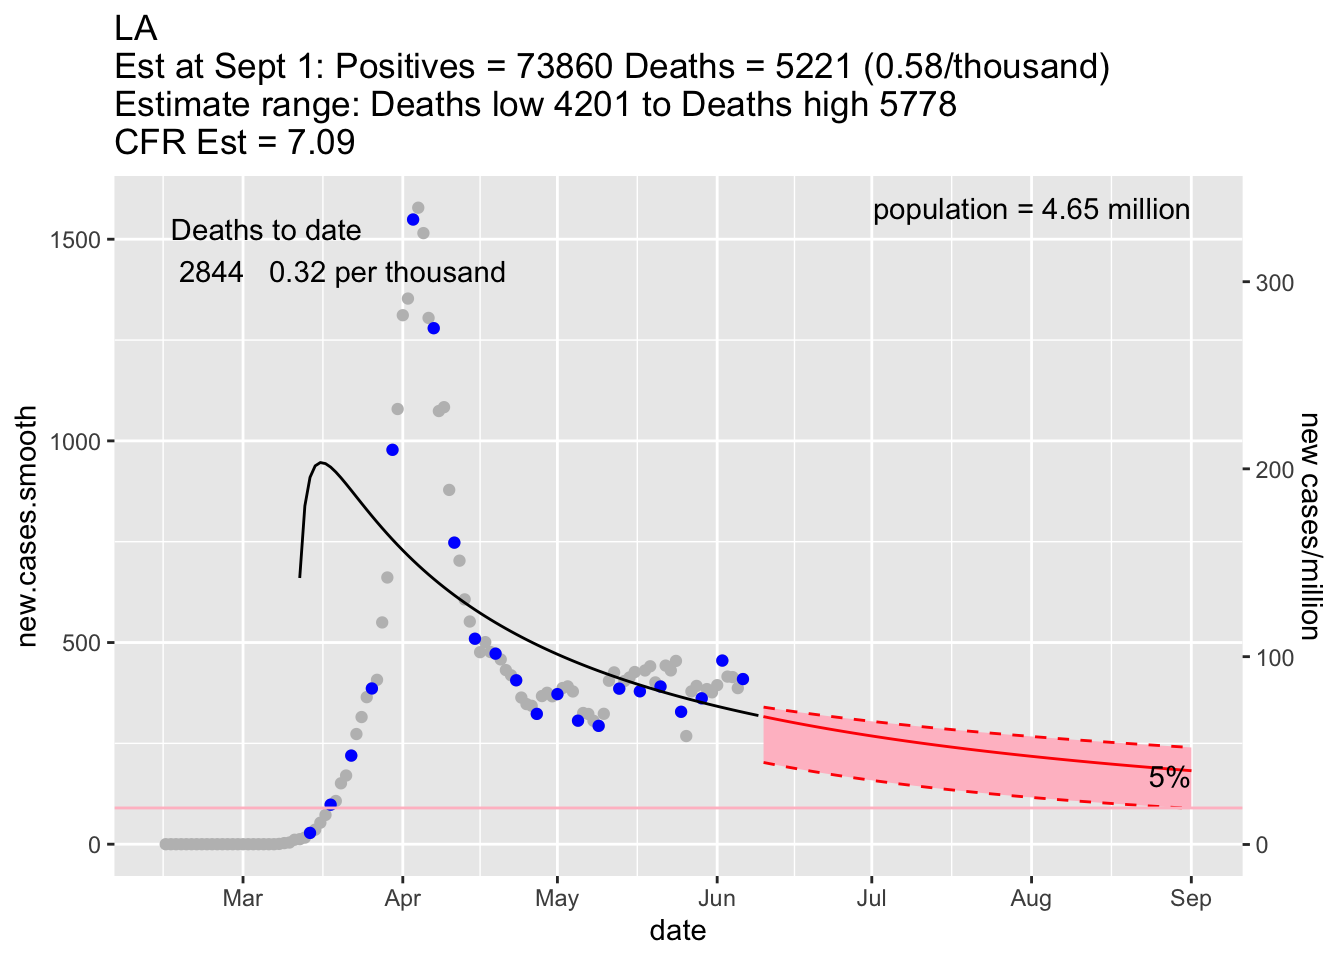 LA
Est at Sept 1: Positives = 73860 Deaths = 5221 (0.58/thousand)
Estimate range: Deaths low 4201 to Deaths high 5778
CFR Est = 7.09
Deaths to date
2844 0.32 per thousand
population = 4.65 million
1500
1000
500
0
new.cases.smooth
300
200
100
0
new cases/million
5%
Mar Apr May Jun Jul Aug Sep
date